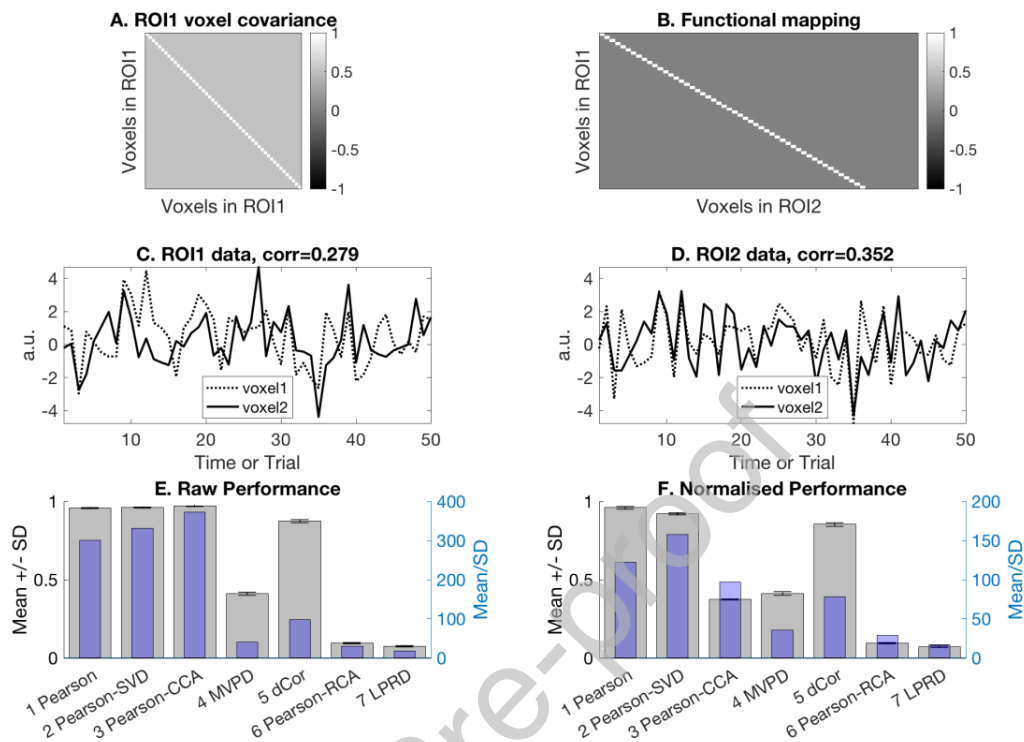 A. ROI1 voxel covariance
B. Functional mapping
Voxels in ROI1
1
0.5
0
-0.5
-1
Voxels in ROI1
1
0.5
0
-0.5
-1
Voxels in ROI1
Voxels in ROI2
C. ROI1 data, corr=0.279
D. ROI2 data, corr=0.352
a.u.
4
2
0
-2
-4
voxel1
voxel2
10
20
30
40
50
Time or Trial
a.u.
4
2
0
-2
-4
voxel1
voxel2
10
20
30
40
50
Time or Trial
E. Raw Performance
F. Normalised Performance
Mean +/- SD
1
0.5
0
400
300
200
100
0
Mean/SD
1 Pearson
2 Pearson-SVD
3 Pearson-CCA
4 MVPD
5 dCor
6 Pearson-RCA
7 LPRD
Mean +/- SD
1
0.5
0
200
150
100
50
0
Mean/SD
1 Pearson
2 Pearson-SVD
3 Pearson-CCA
4 MVPD
5 dCor
6 Pearson-RCA
7 LPRD
re-proof